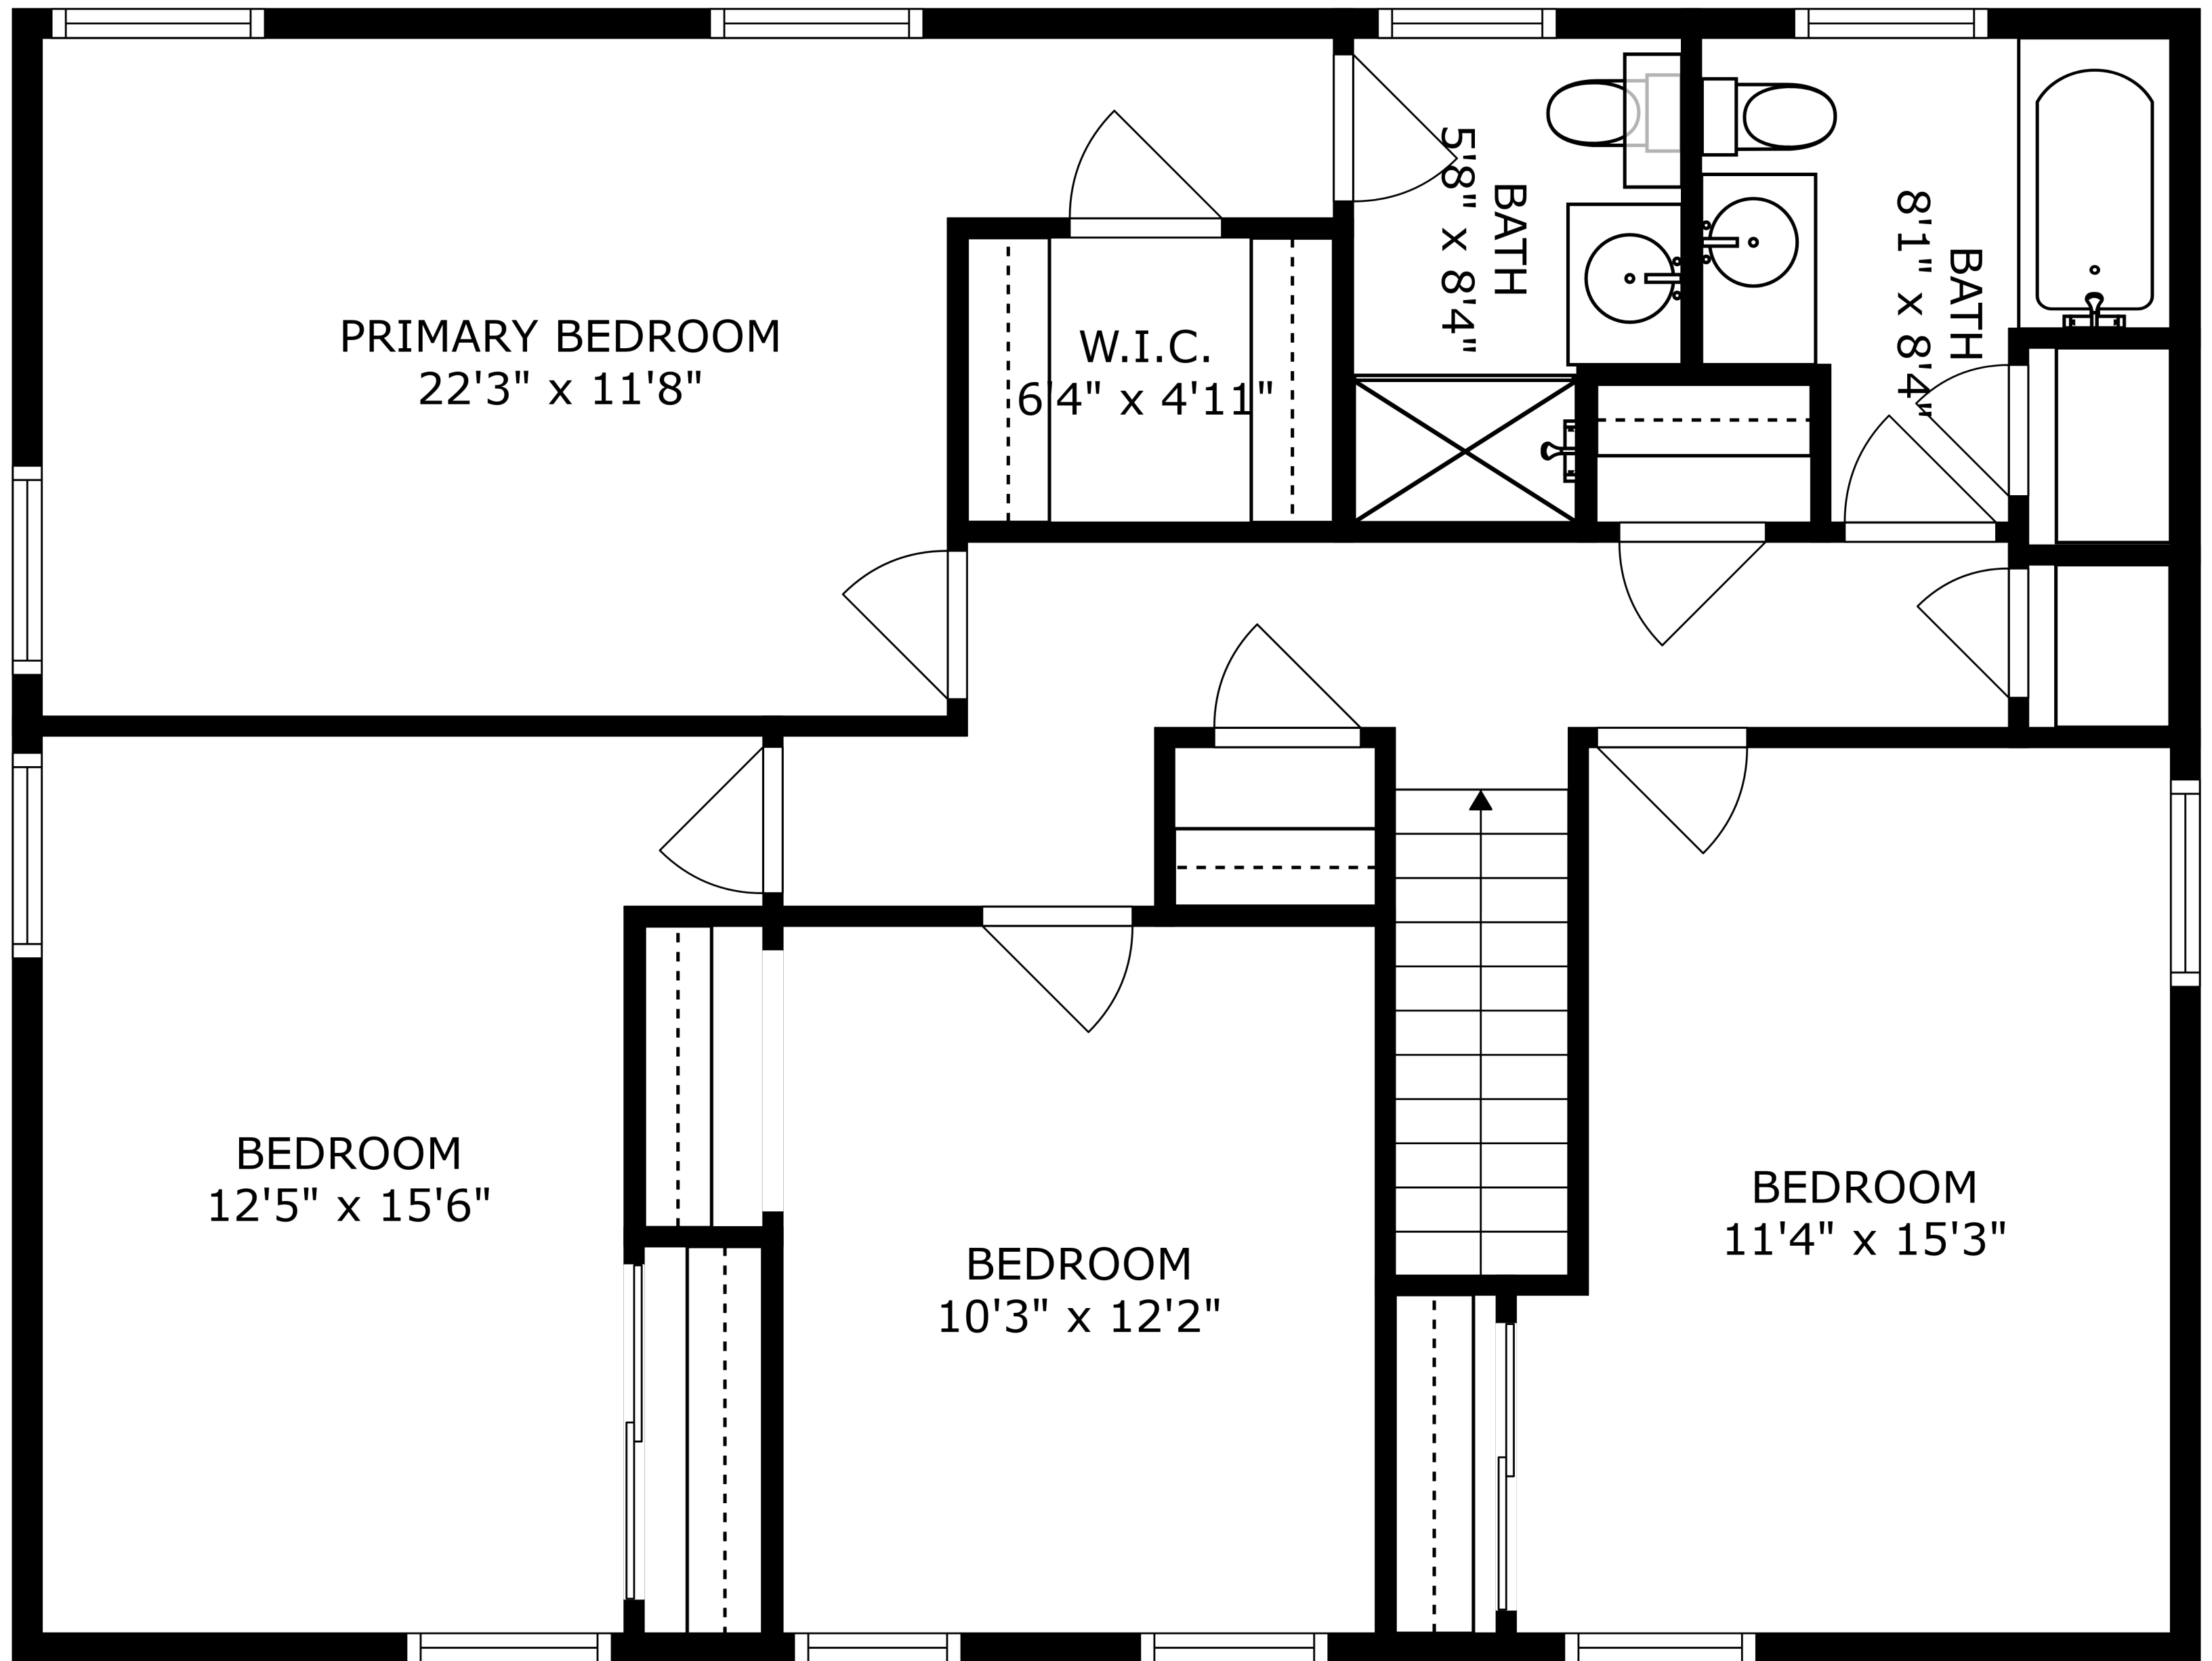 PRIMARY BEDROOM
22'3" x 11'8"
W.I.C.
6'4" x 4'11"
BATH
5'8" x 8'4"
BATH
8'1" x 8'4"
BEDROOM
12'5" x 15'6"
BEDROOM
10'3" x 12'2"
BEDROOM
11'4" x 15'3"